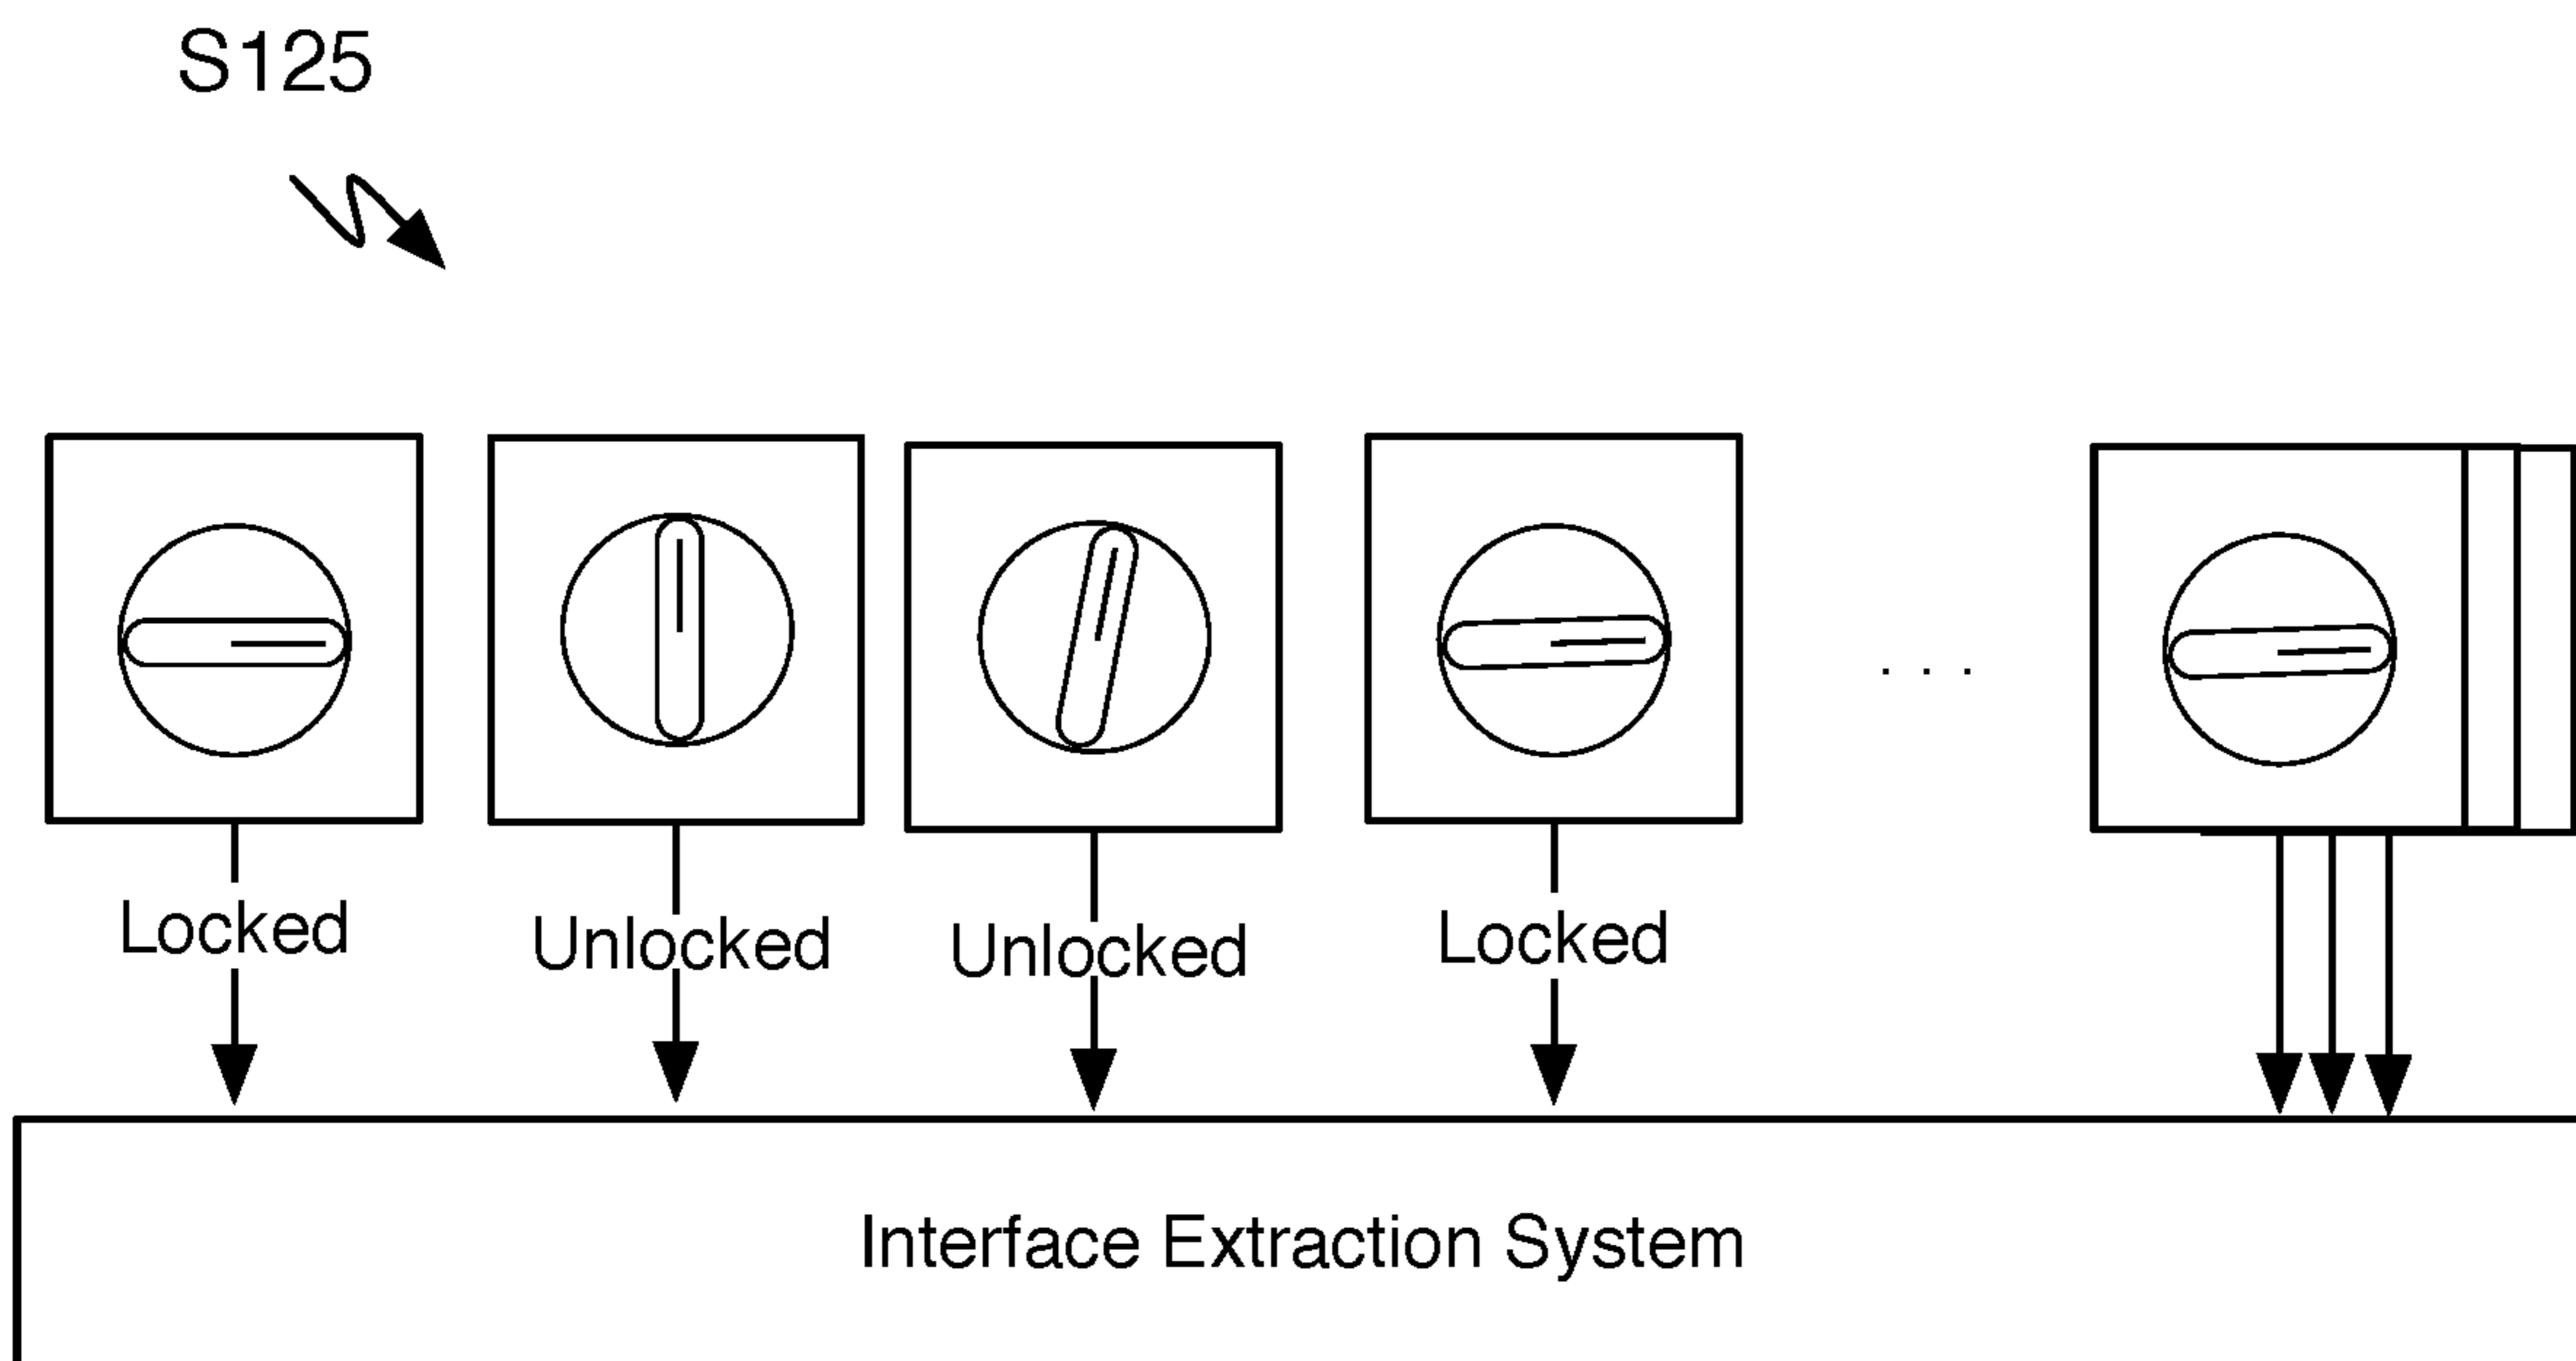 S125
Locked
Unlocked
Unlocked
Locked
. . .
Interface Extraction System